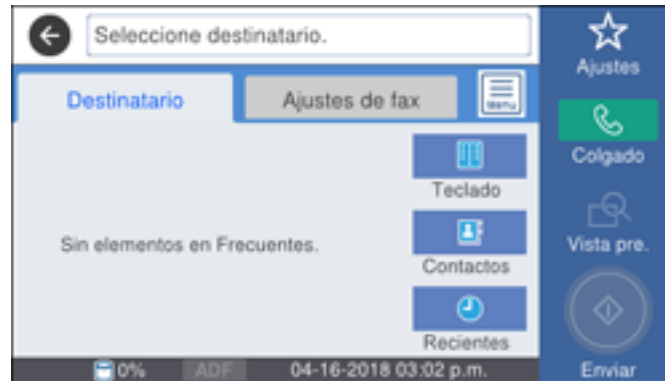 Seleccione destinatario.
Ajustes
Destinatario
Ajustes de fax
Menu
Colgado
Teclado
Sin elementos en Frecuentes.
Vista pre.
Contactos
Recientes
0%
ADF
04-16-2018 03:02 p.m.
Enviar